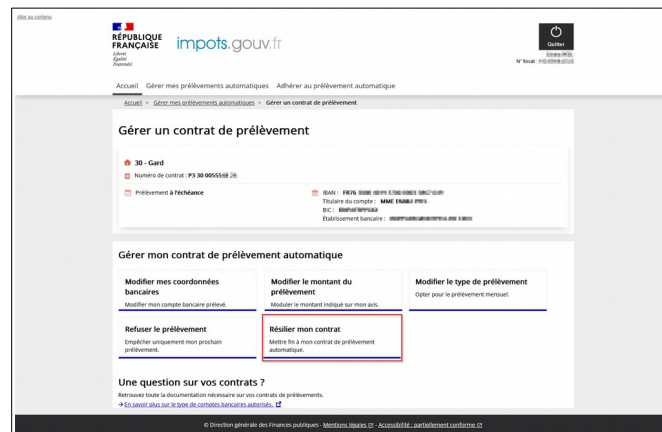 Aller au contenu
RÉPUBLIQUE
FRANÇAISE
Liberté
Égalité
Fraternité
impots.gouv.fr
Quitter
N° fiscal :
Accueil Gérer mes prélèvements automatiques Adhérer au prélèvement automatique
Accueil > Gérer mes prélèvements automatiques > Gérer un contrat de prélèvement
Gérer un contrat de prélèvement
30 - Gard
Numéro de contrat : P3 30 005556
Prélèvement à l'échéance
IBAN : FR76
Titulaire du compte : MME
BIC :
Établissement bancaire :
Gérer mon contrat de prélèvement automatique
Modifier mes coordonnées
bancaires
Modifier mon compte bancaire prélevé.
Modifier le montant du
prélèvement
Moduler le montant indiqué sur mon avis.
Modifier le type de prélèvement
Opter pour le prélèvement mensuel.
Refuser le prélèvement
Empêcher uniquement mon prochain
prélèvement.
Résilier mon contrat
Mettre fin à mon contrat de prélèvement
automatique.
Une question sur vos contrats ?
Retrouvez toute la documentation nécessaire sur vos contrats de prélèvements.
→ En savoir plus sur le type de comptes bancaires autorisés.
© Direction générale des Finances publiques - Mentions légales - Accessibilité : partiellement conforme